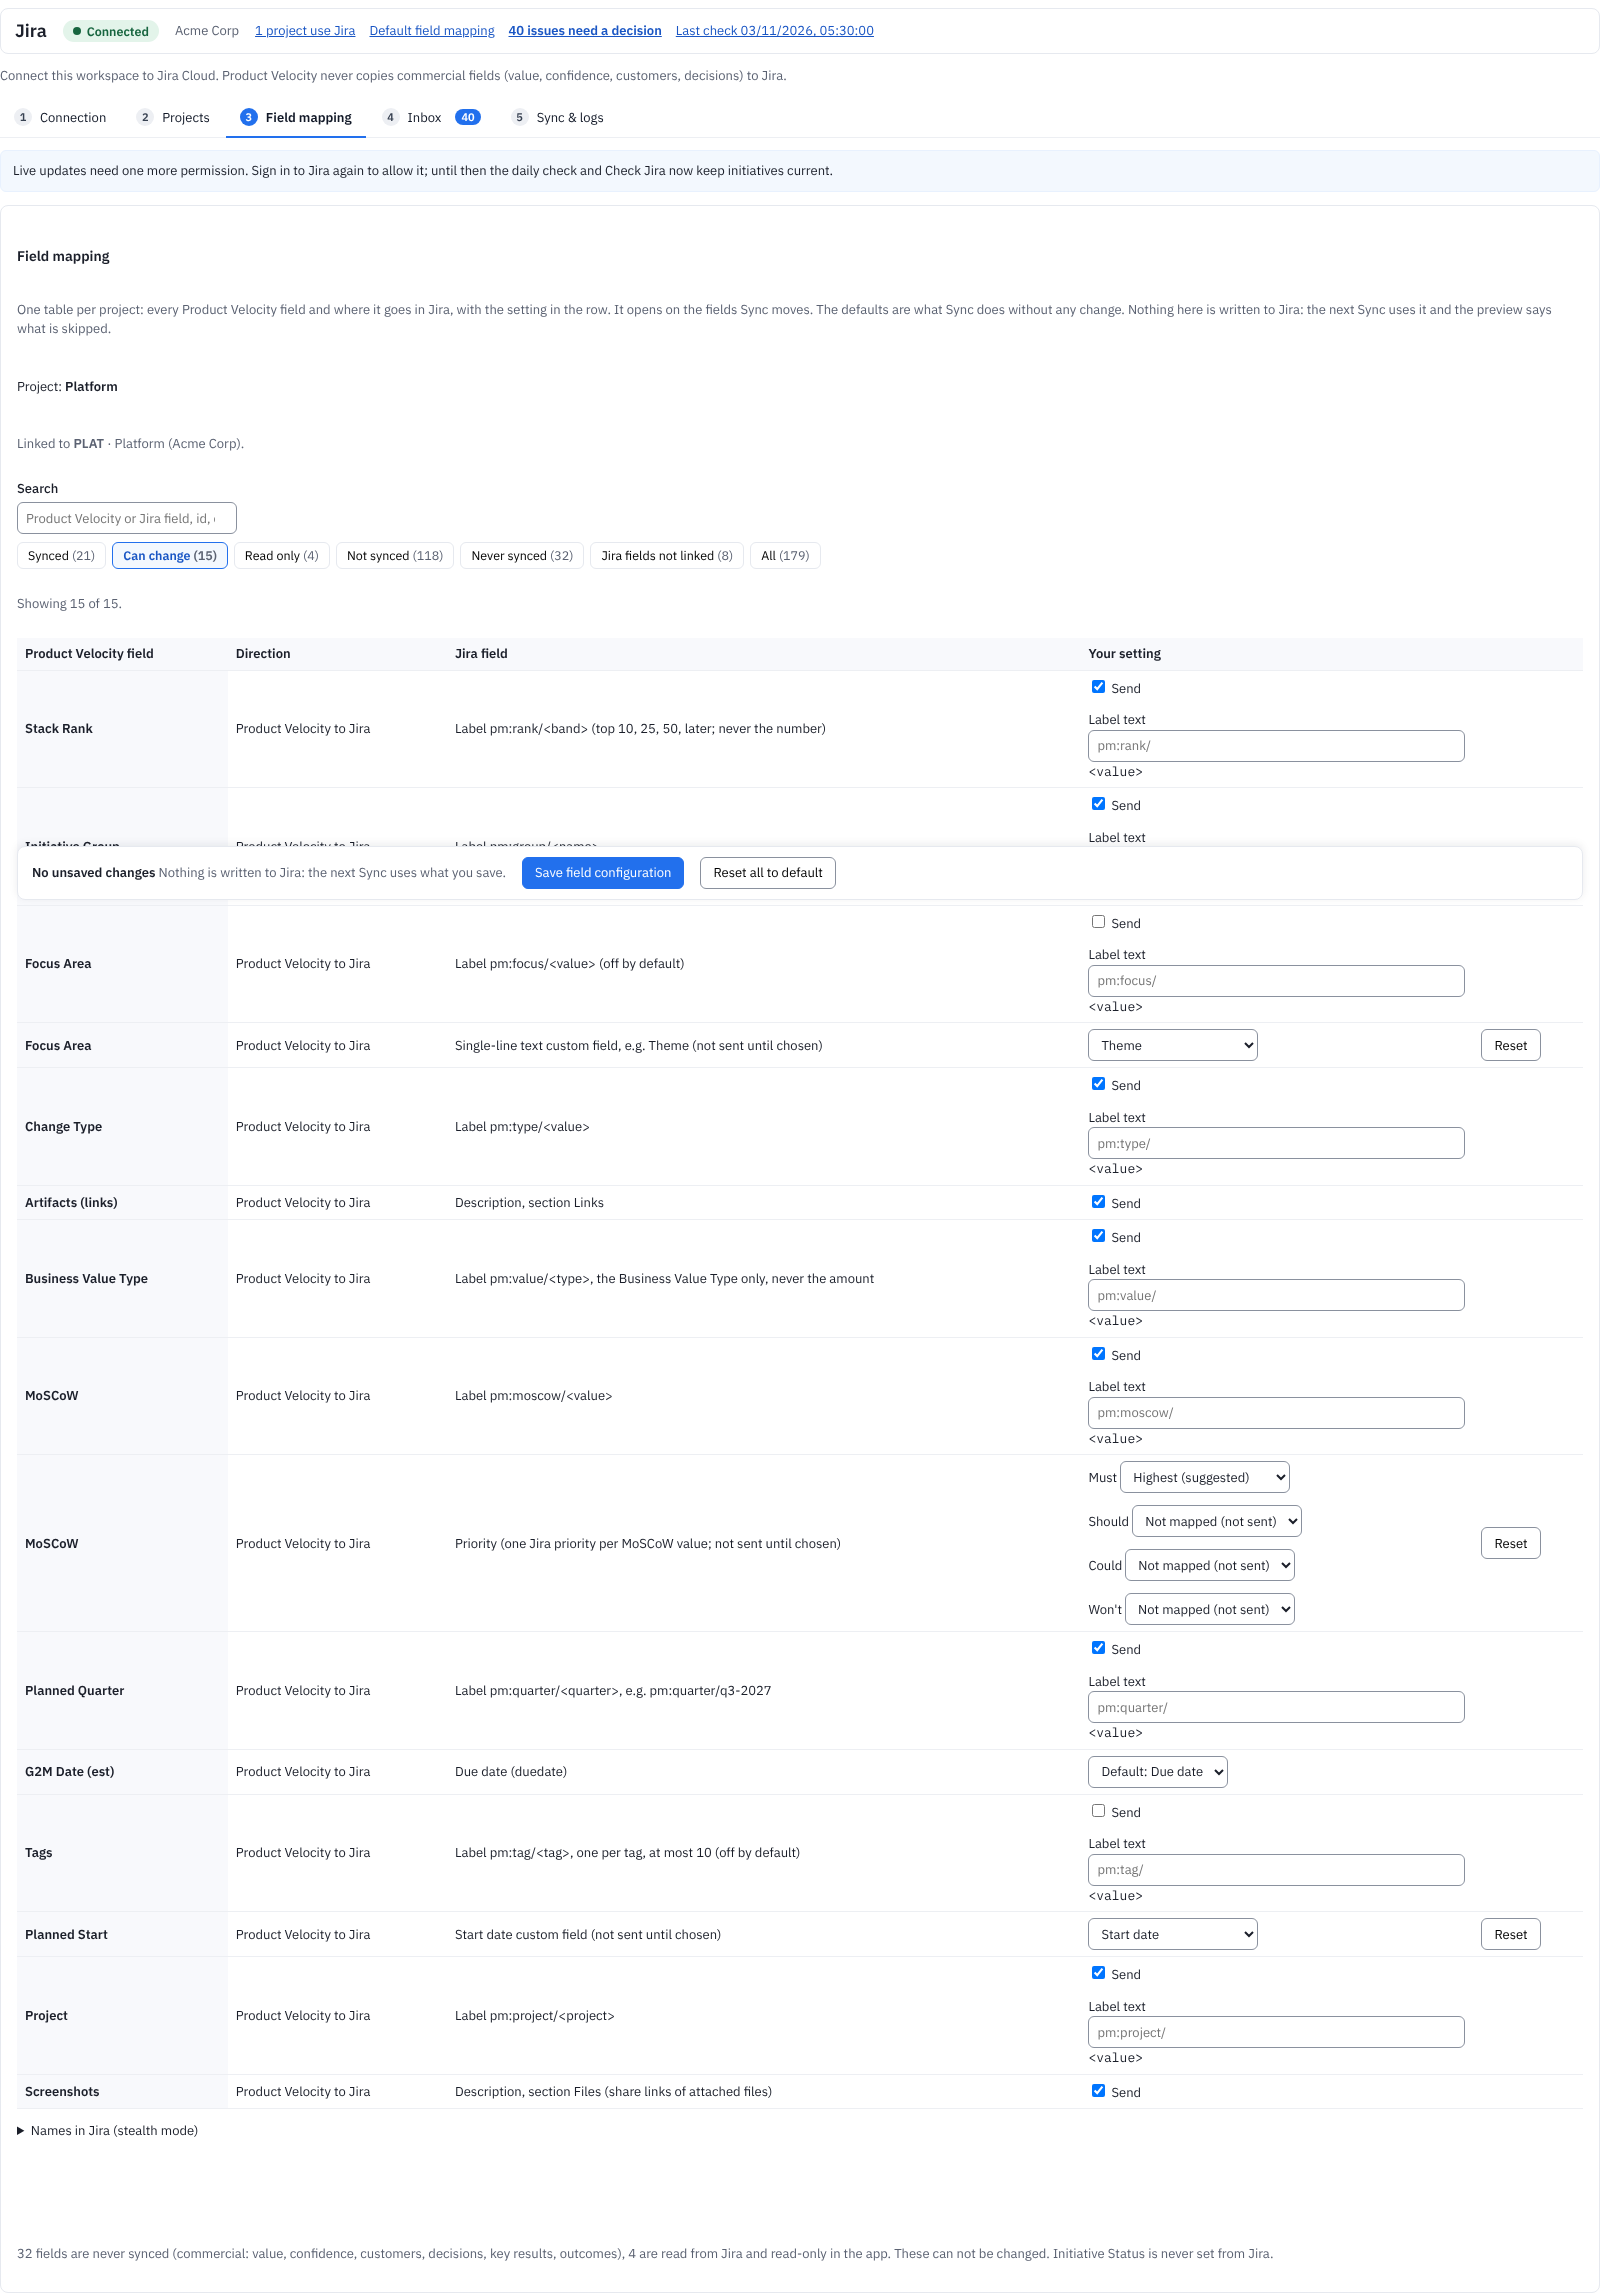 Jira
Connected
Acme Corp
1 project use Jira
Default field mapping
40 issues need a decision
Last check 03/11/2026, 05:30:00
Connect this workspace to Jira Cloud. Product Velocity never copies commercial fields (value, confidence, customers, decisions) to Jira.
1 Connection
2 Projects
3 Field mapping
4 Inbox 40
5 Sync & logs
Live updates need one more permission. Sign in to Jira again to allow it; until then the daily check and Check Jira now keep initiatives current.
Field mapping
One table per project: every Product Velocity field and where it goes in Jira, with the setting in the row. It opens on the fields Sync moves. The defaults are what Sync does without any change. Nothing here is written to Jira: the next Sync uses it and the preview says
what is skipped.
Project: Platform
Linked to PLAT · Platform (Acme Corp).
Search
Product Velocity or Jira field, id,
Synced (21)
Can change (15)
Read only (4)
Not synced (118)
Never synced (32)
Jira fields not linked (8)
All (179)
Showing 15 of 15.
Product Velocity field
Direction
Jira field
Your setting
Stack Rank
Product Velocity to Jira
Label pm:rank/<band> (top 10, 25, 50, later; never the number)
Send
Label text
pm:rank/
<value>
Initiative Group
Product Velocity to Jira
Label pm:group/<name>
Send
Label text
No unsaved changes Nothing is written to Jira: the next Sync uses what you save.
Save field configuration
Reset all to default
Focus Area
Product Velocity to Jira
Label pm:focus/<value> (off by default)
Send
Label text
pm:focus/
<value>
Focus Area
Product Velocity to Jira
Single-line text custom field, e.g. Theme (not sent until chosen)
Theme
Reset
Change Type
Product Velocity to Jira
Label pm:type/<value>
Send
Label text
pm:type/
<value>
Artifacts (links)
Product Velocity to Jira
Description, section Links
Send
Business Value Type
Product Velocity to Jira
Label pm:value/<type>, the Business Value Type only, never the amount
Send
Label text
pm:value/
<value>
MoSCoW
Product Velocity to Jira
Label pm:moscow/<value>
Send
Label text
pm:moscow/
<value>
MoSCoW
Product Velocity to Jira
Priority (one Jira priority per MoSCoW value; not sent until chosen)
Must Highest (suggested)
Should Not mapped (not sent)
Could Not mapped (not sent)
Won't Not mapped (not sent)
Reset
Planned Quarter
Product Velocity to Jira
Label pm:quarter/<quarter>, e.g. pm:quarter/q3-2027
Send
Label text
pm:quarter/
<value>
G2M Date (est)
Product Velocity to Jira
Due date (duedate)
Default: Due date
Tags
Product Velocity to Jira
Label pm:tag/<tag>, one per tag, at most 10 (off by default)
Send
Label text
pm:tag/
<value>
Planned Start
Product Velocity to Jira
Start date custom field (not sent until chosen)
Start date
Reset
Project
Product Velocity to Jira
Label pm:project/<project>
Send
Label text
pm:project/
<value>
Screenshots
Product Velocity to Jira
Description, section Files (share links of attached files)
Send
Names in Jira (stealth mode)
32 fields are never synced (commercial: value, confidence, customers, decisions, key results, outcomes), 4 are read from Jira and read-only in the app. These can not be changed. Initiative Status is never set from Jira.